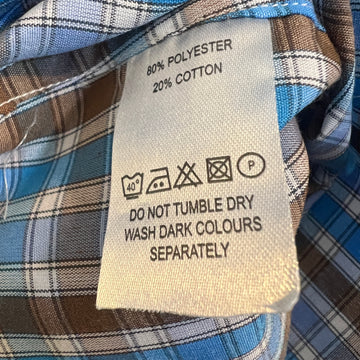 80% POLYESTER
20% COTTON
40° P
DO NOT TUMBLE DRY
WASH DARK COLOURS
SEPARATELY